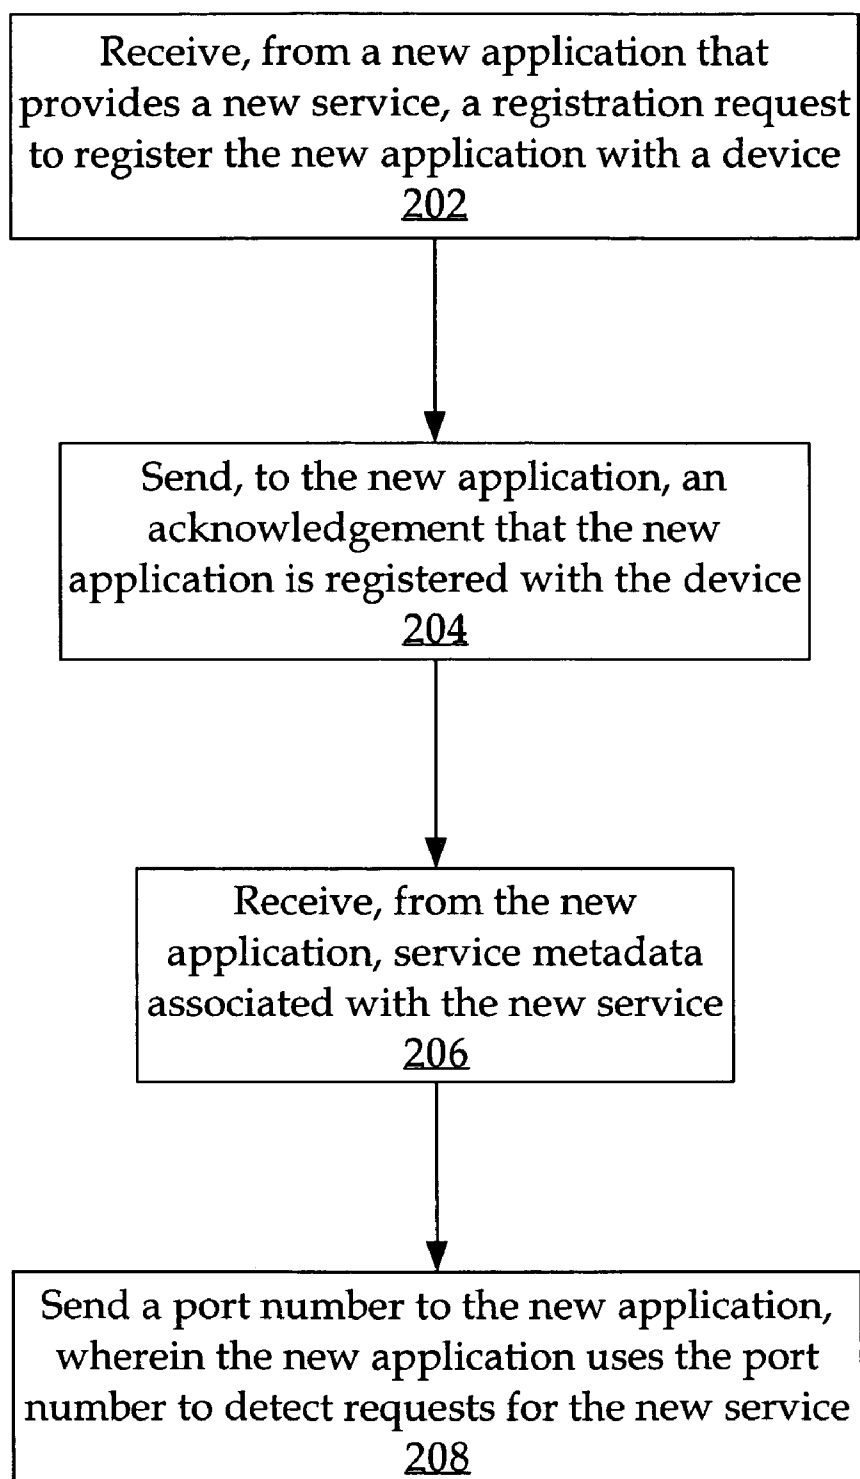 Receive, from a new application that
provides a new service, a registration request
to register the new application with a device
202
Send, to the new application, an
acknowledgement that the new
application is registered with the device
204
Receive, from the new
application, service metadata
associated with the new service
206
Send a port number to the new application,
wherein the new application uses the port
number to detect requests for the new service
208